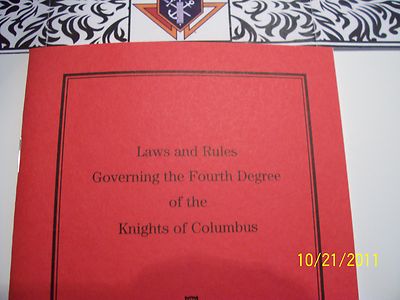 Laws and Rules
Governing the Fourth Degree
of the
Knights of Columbus
10/21/2011